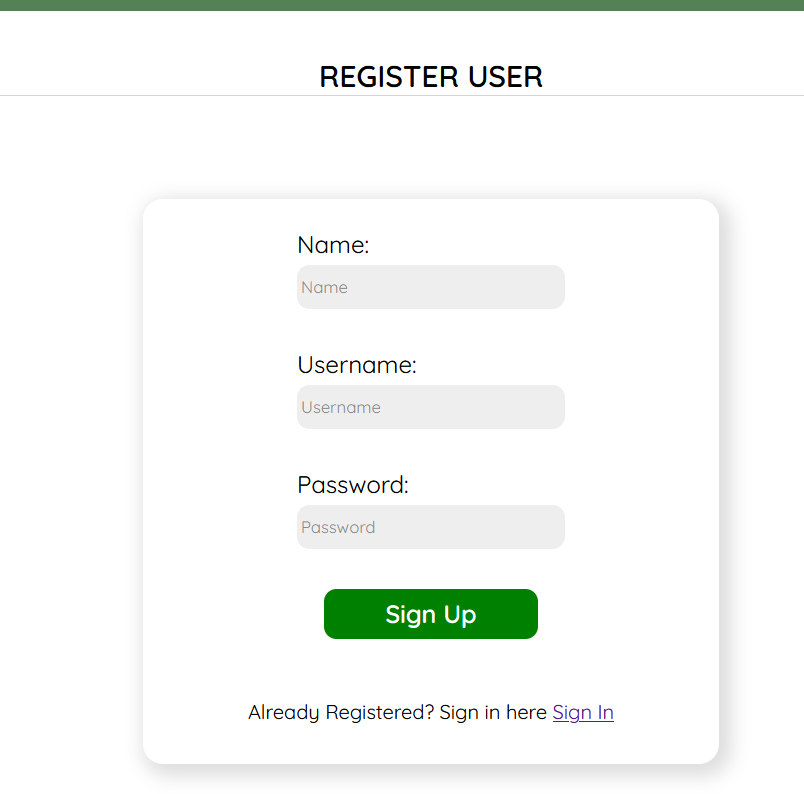 REGISTER USER
Name:
Name
Username:
Username
Password:
Password
Sign Up
Already Registered? Sign in here Sign In